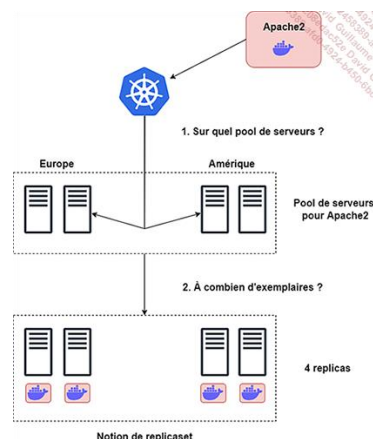 Apache2
1. Sur quel pool de serveurs ?
Europe
Amérique
Pool de serveurs
pour Apache2
2. À combien d'exemplaires ?
4 replicas
Notion de replicaset